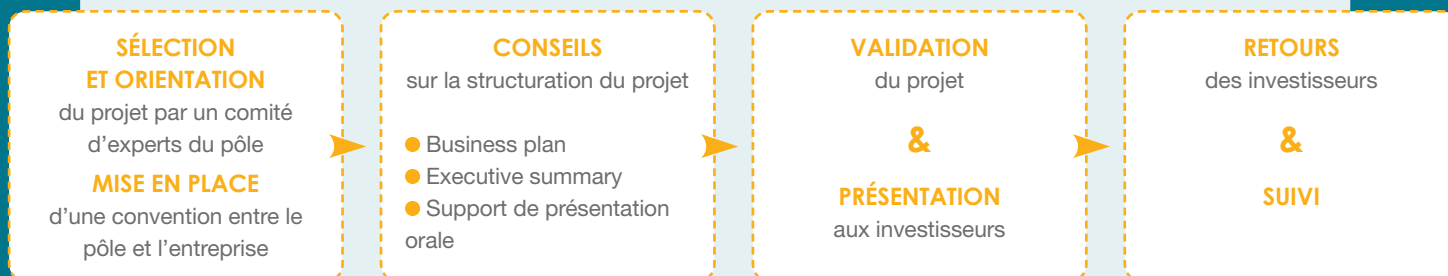 SÉLECTION
ET ORIENTATION
du projet par un comité
d'experts du pôle
MISE EN PLACE
d'une convention entre le
pôle et l'entreprise
CONSEILS
sur la structuration du projet
● Business plan
● Executive summary
● Support de présentation
orale
VALIDATION
du projet
&
PRÉSENTATION
aux investisseurs
RETOURS
des investisseurs
&
SUIVI